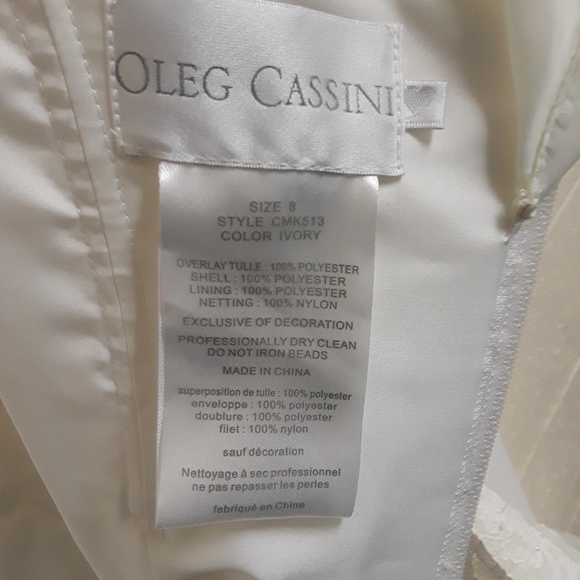 OLEG CASSINI
SIZE 8
STYLE CMK513
COLOR IVORY
OVERLAY TULLE : 100% POLYESTER
SHELL : 100% POLYESTER
LINING : 100% POLYESTER
NETTING : 100% NYLON
EXCLUSIVE OF DECORATION
PROFESSIONALLY DRY CLEAN
DO NOT IRON BEADS
MADE IN CHINA
superposition de tulle : 100% polyester
enveloppe : 100% polyester
doublure : 100% polyester
filet : 100% nylon
sauf décoration
Nettoyage à sec professionnel
ne pas repasser les perles
fabriqué en Chine